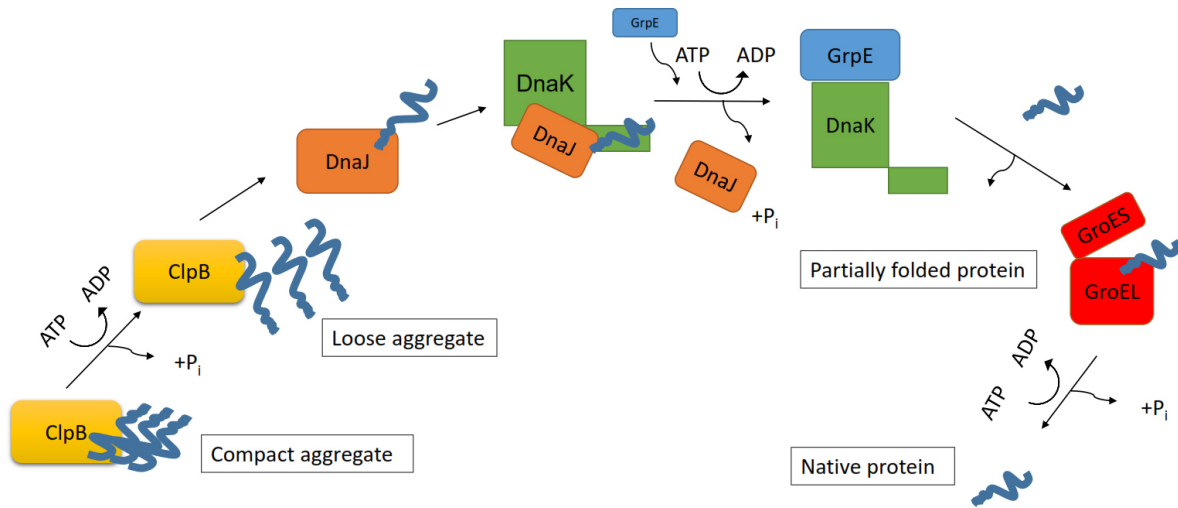 ClpB
Compact aggregate
ATP
ADP
+Pi
ClpB
Loose aggregate
DnaJ
DnaK
DnaJ
GrpE
ATP
ADP
DnaJ
+Pi
GrpE
DnaK
Partially folded protein
GroES
GroEL
ATP
ADP
+Pi
Native protein